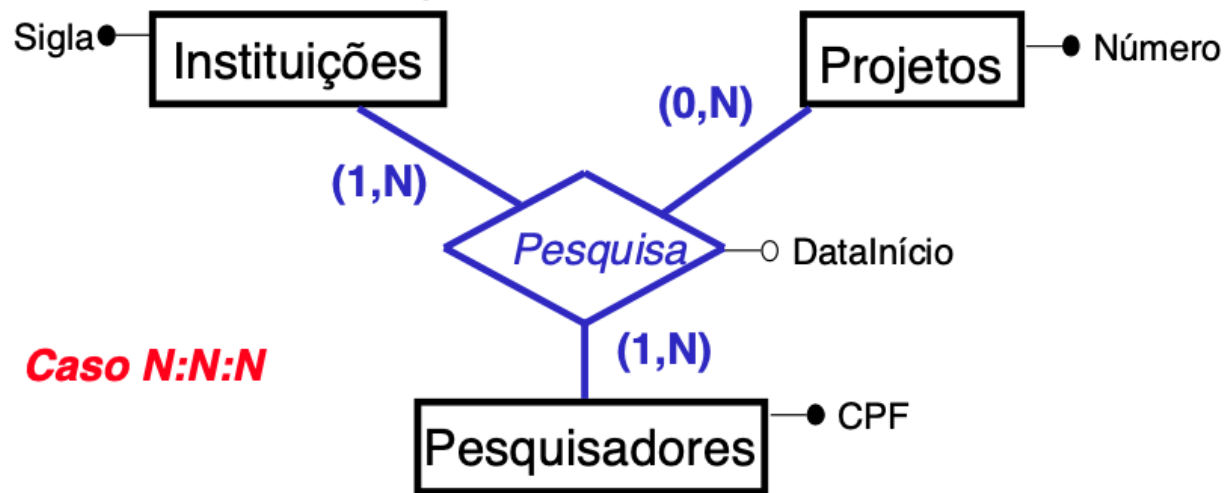 Sigla
Instituições
Projetos
Número
(0,N)
(1,N)
Pesquisa
DataInício
(1,N)
Caso N:N:N
CPF
Pesquisadores